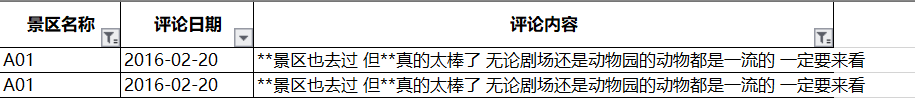 景区名称 评论日期 评论内容
A01 2016-02-20 **景区也去过 但**真的太棒了 无论剧场还是动物园的动物都是一流的 一定要来看
A01 2016-02-20 **景区也去过 但**真的太棒了 无论剧场还是动物园的动物都是一流的 一定要来看